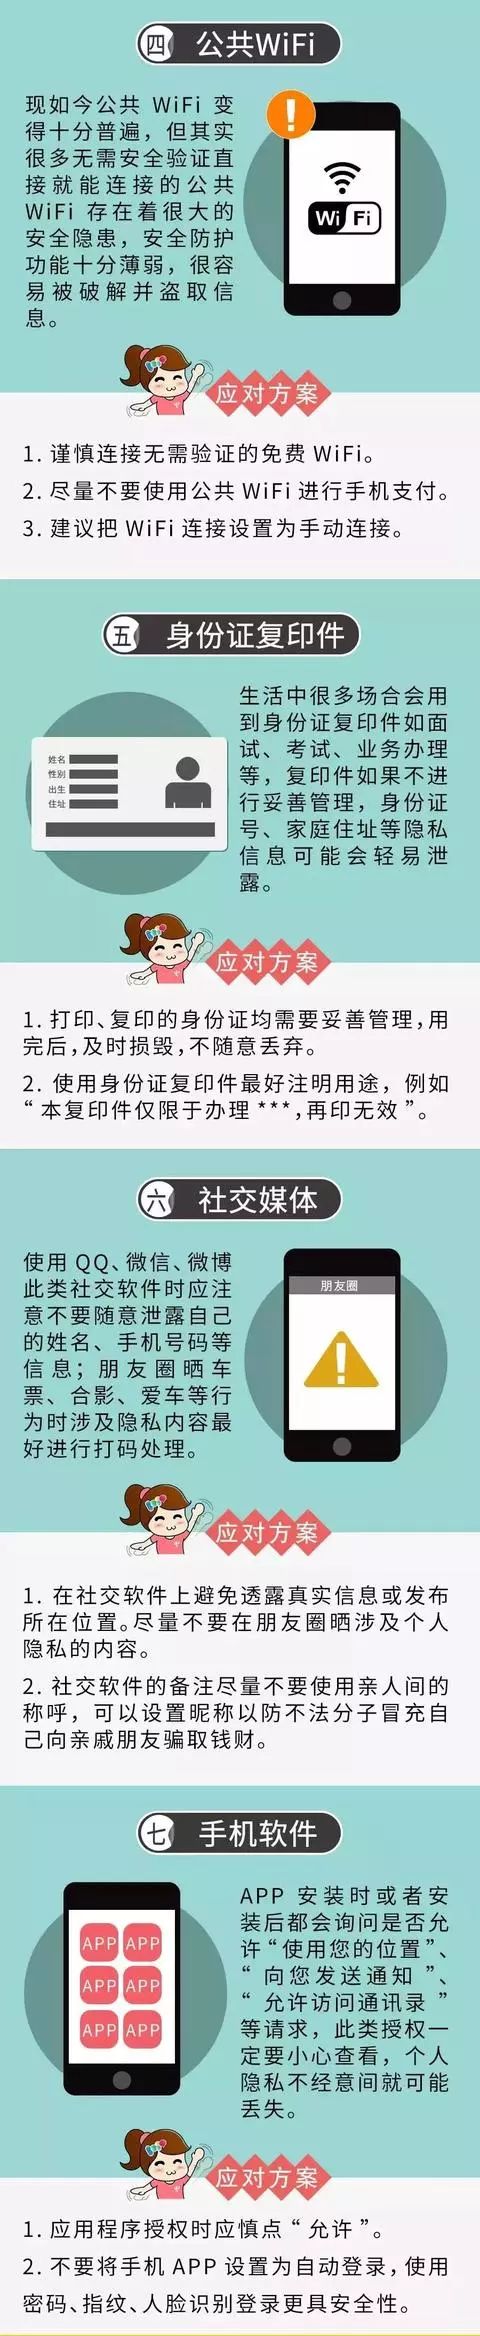 四 公共WiFi
现如今公共 WiFi 变
得十分普遍，但其实
很多无需安全验证直
接就能连接的公共
WiFi 存在着很大的
安全隐患，安全防护
功能十分薄弱，很容
易被破解并盗取信
息。
!
Wi Fi
应对方案
1. 谨慎连接无需验证的免费 WiFi。
2. 尽量不要使用公共 WiFi 进行手机支付。
3. 建议把 WiFi 连接设置为手动连接。
五 身份证复印件
姓名
性别
出生
住址
生活中很多场合会用
到身份证复印件如面
试、考试、业务办理
等，复印件如果不进
行妥善管理，身份证
号、家庭住址等隐私
信息可能会轻易泄
露。
应对方案
1. 打印、复印的身份证均需要妥善管理，用
完后，及时损毁，不随意丢弃。
2. 使用身份证复印件最好注明用途，例如
“本复印件仅限于办理 ***，再印无效”。
六 社交媒体
使用 QQ、微信、微博
此类社交软件时应注
意不要随意泄露自己
的姓名、手机号码等
信息；朋友圈晒车
票、合影、爱车等行
为时涉及隐私内容最
好进行打码处理。
朋友圈
!
应对方案
1. 在社交软件上避免透露真实信息或发布
所在位置。尽量不要在朋友圈晒涉及个人
隐私的内容。
2. 社交软件的备注尽量不要使用亲人间的
称呼，可以设置昵称以防不法分子冒充自
己向亲戚朋友骗取钱财。
七 手机软件
APP APP
APP APP
APP APP
APP 安装时或者安
装后都会询问是否允
许“使用您的位置”、
“向您发送通知”、
“允许访问通讯录”
等请求，此类授权一
定要小心查看，个人
隐私不经意间就可能
丢失。
应对方案
1. 应用程序授权时应慎点“允许”。
2. 不要将手机 APP 设置为自动登录，使用
密码、指纹、人脸识别登录更具安全性。